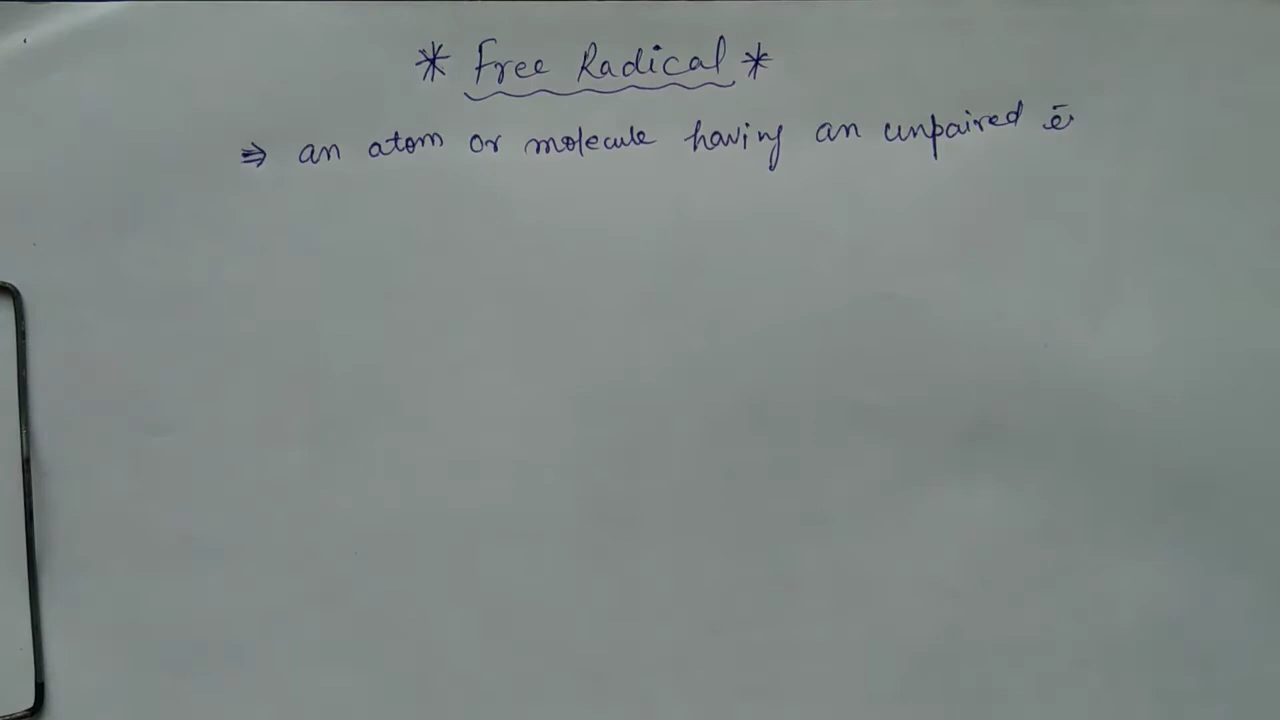 * Free Radical *
⇛ an atom or molecule having an unpaired ē